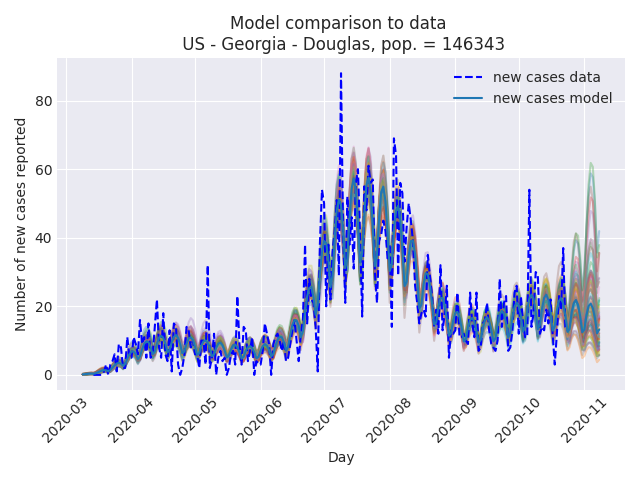 Model comparison to data
US - Georgia - Douglas, pop. = 146343
new cases data
new cases model
Number of new cases reported
80
60
40
20
0
2020-03
2020-04
2020-05
2020-06
2020-07
2020-08
2020-09
2020-10
2020-11
Day